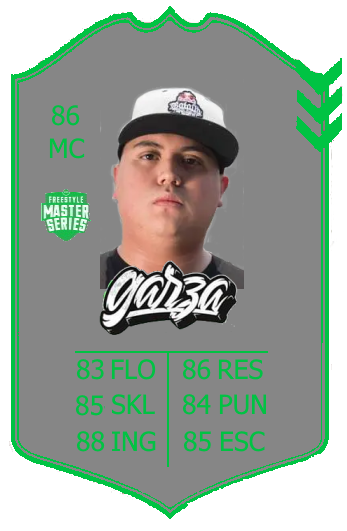 86
MC
FREESTYLE
MASTER
SERIES
garza
83 FLO
86 RES
85 SKL
84 PUN
88 ING
85 ESC